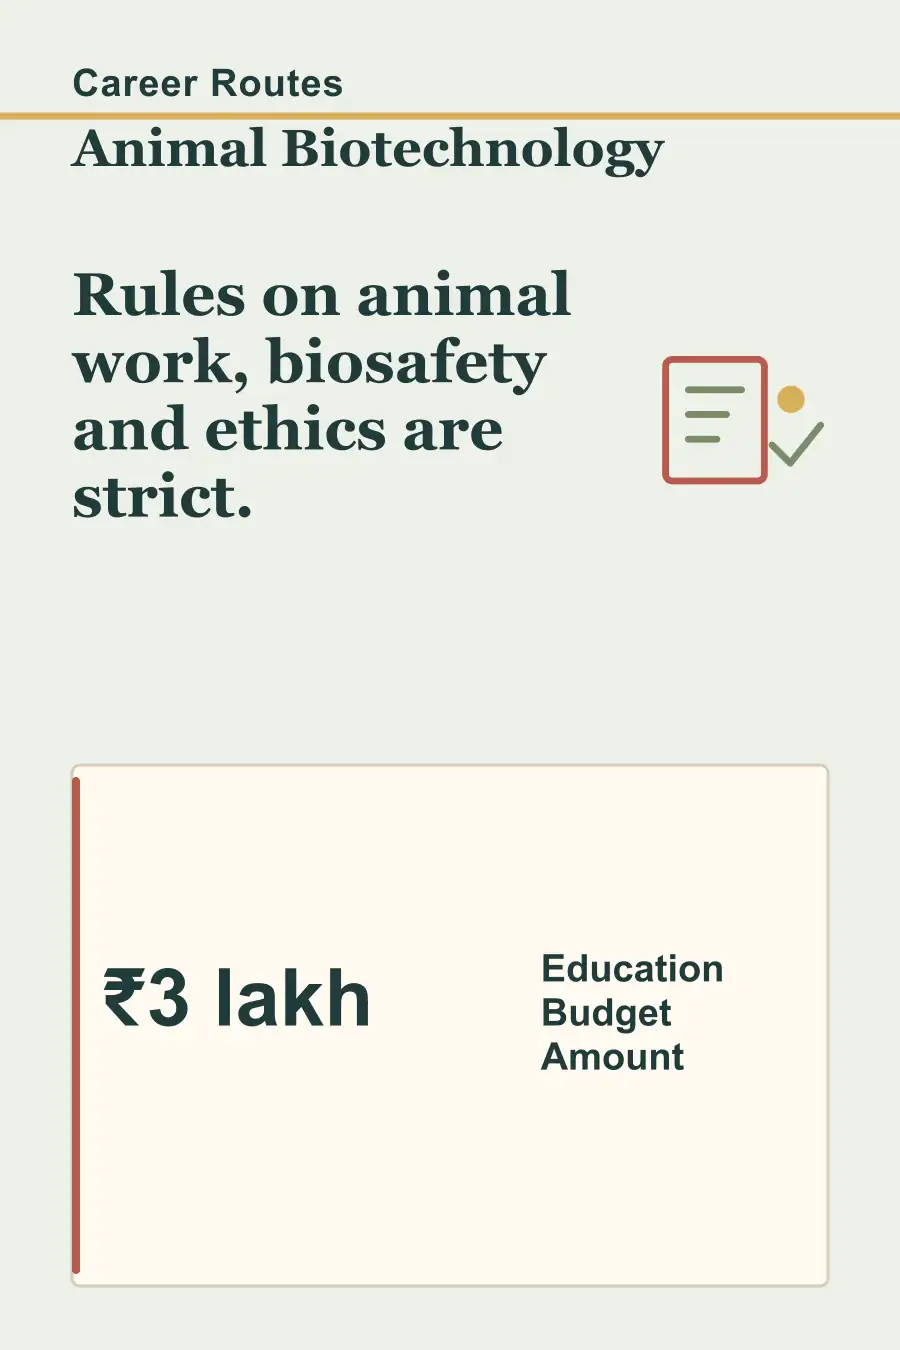 Career Routes
Animal Biotechnology
Rules on animal
work, biosafety
and ethics are
strict.
₹3 lakh
Education
Budget
Amount